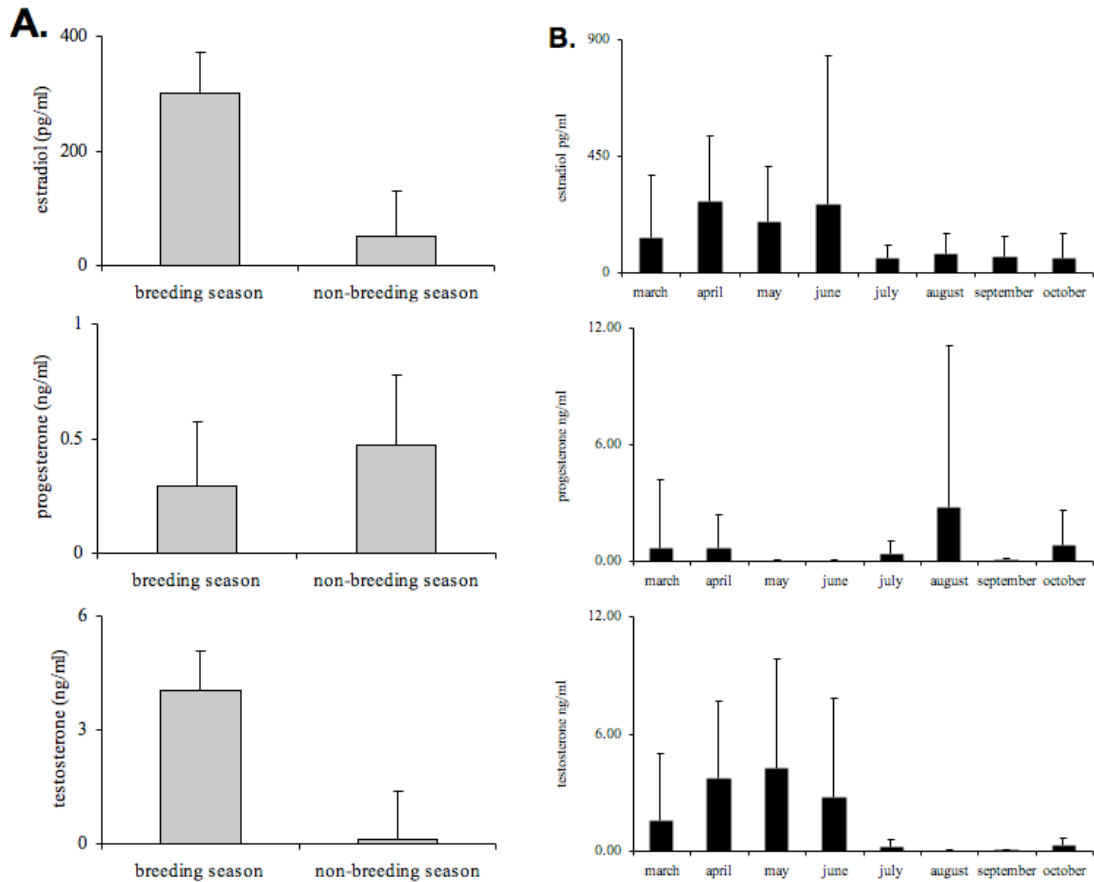 A.
400
200
0
estradiol (pg/ml)
breeding season non-breeding season
1
0.5
0
progesterone (ng/ml)
breeding season non-breeding season
6
3
0
testosterone (ng/ml)
breeding season non-breeding season
B.
900
450
0
estradiol pg/ml
march april may june july august september october
12.00
6.00
0.00
progesterone ng/ml
march april may june july august september october
12.00
6.00
0.00
testosterone ng/ml
march april may june july august september october